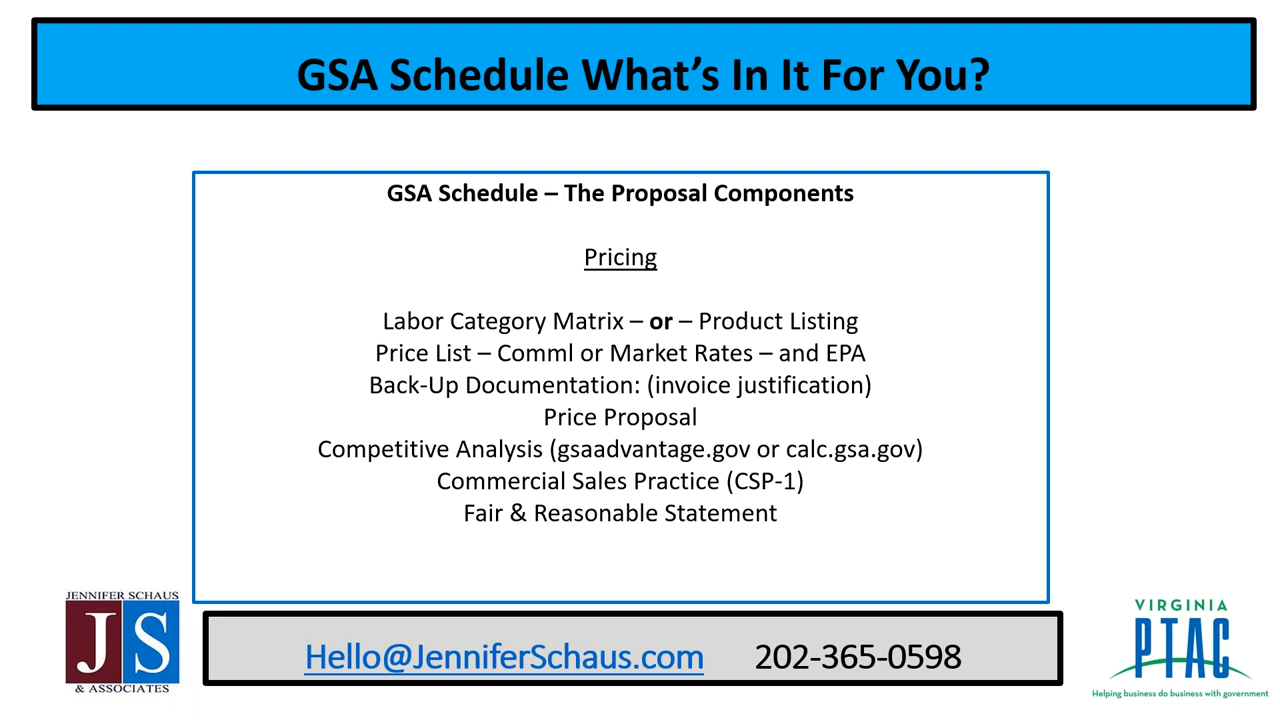 GSA Schedule What’s In It For You?
GSA Schedule – The Proposal Components
Pricing
Labor Category Matrix – or – Product Listing
Price List – Comml or Market Rates – and EPA
Back-Up Documentation: (invoice justification)
Price Proposal
Competitive Analysis (gsaadvantage.gov or calc.gsa.gov)
Commercial Sales Practice (CSP-1)
Fair & Reasonable Statement
JENNIFER SCHAUS
JS
& ASSOCIATES
Hello@JenniferSchaus.com 202-365-0598
VIRGINIA
PTAC
Helping business do business with government